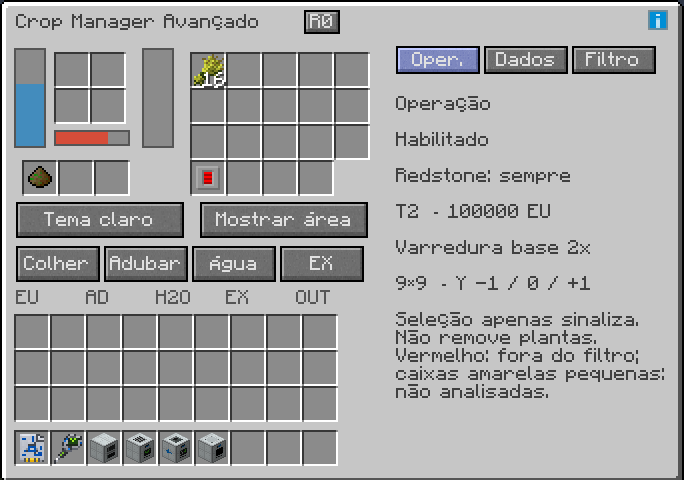 Crop Manager Avançado
R0
i
Oper.
Dados
Filtro
16
Operação
Habilitado
Redstone: sempre
T2 - 100000 EU
Varredura base 2x
9×9 - Y -1 / 0 / +1
Seleção apenas sinaliza.
Não remove plantas.
Vermelho: fora do filtro;
caixas amarelas pequenas:
não analisadas.
Tema claro
Mostrar área
Colher
Adubar
água
EX
EU
AD
H2O
EX
OUT